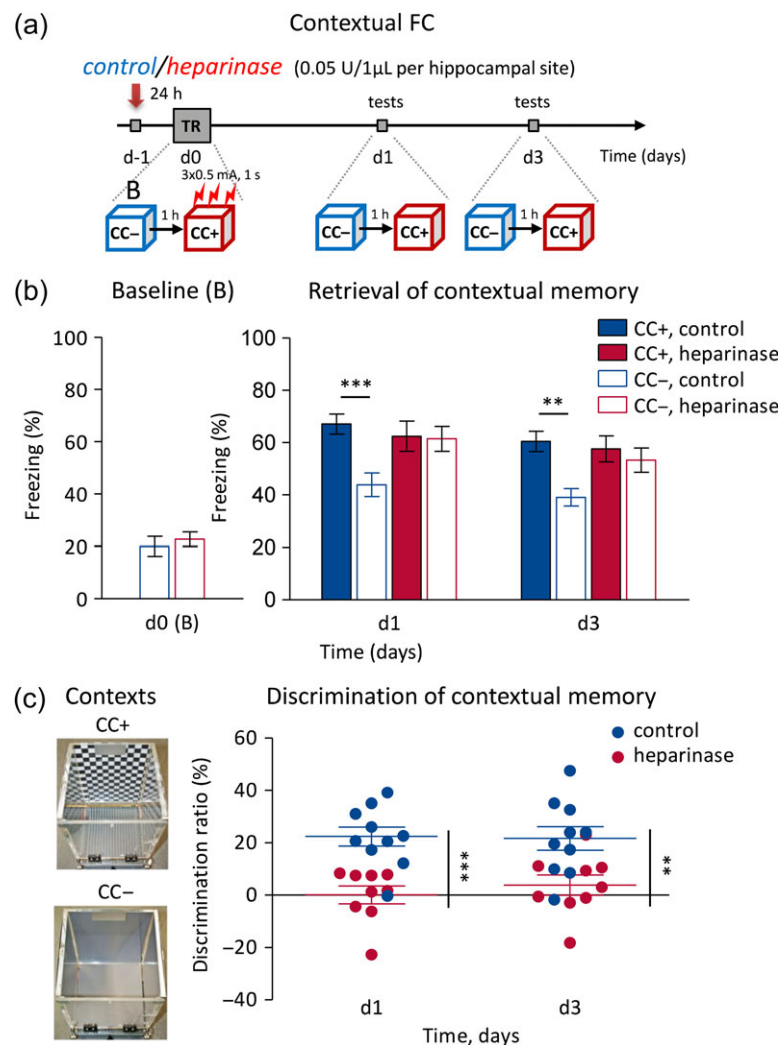 (a)
Contextual FC
control/heparinase (0.05 U/1μL per hippocampal site)
24 h
tests
tests
TR
d-1
d0
d1
d3
Time (days)
3x0.5 mA, 1 s
B
CC−
1 h
CC+
CC−
1 h
CC+
CC−
1 h
CC+
(b)
Baseline (B)
Retrieval of contextual memory
Freezing (%)
100
80
60
40
20
0
d0 (B)
Freezing (%)
100
80
60
40
20
0
***
**
CC+, control
CC+, heparinase
CC−, control
CC−, heparinase
d1
d3
Time (days)
(c)
Contexts
Discrimination of contextual memory
CC+
CC−
Discrimination ratio (%)
60
40
20
0
−20
−40
control
heparinase
***
**
d1
d3
Time, days